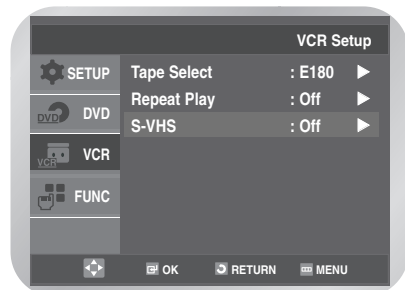 VCR Setup
SETUP
Tape Select : E180
Repeat Play : Off
DVD DVD
S-VHS : Off
VCR VCR
FUNC
OK RETURN MENU